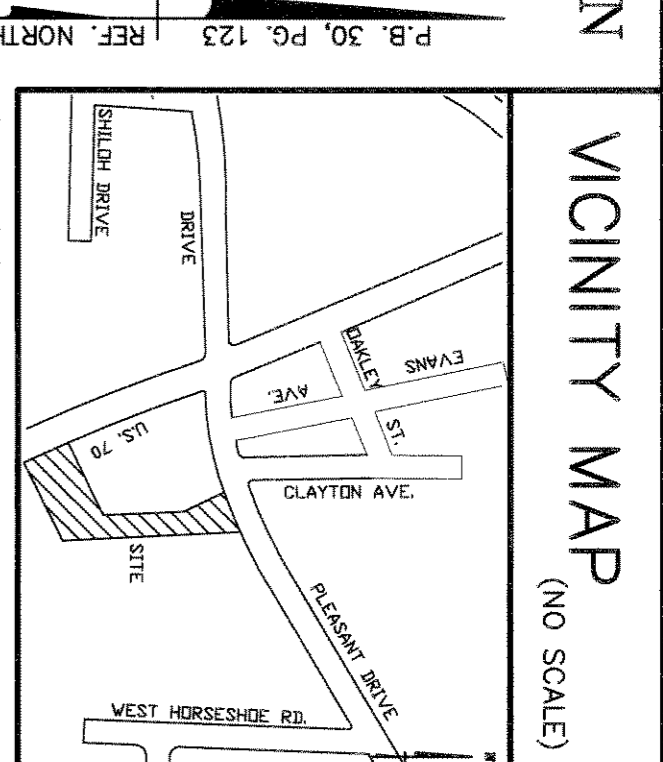 VICINITY MAP
(NO SCALE)
N
P.B. 30, PG. 123
REF. NORTH
SHILOH DRIVE
DRIVE
OAKLEY
ST.
EVANS
AVE.
U.S. 70
CLAYTON AVE.
SITE
PLEASANT DRIVE
WEST HORSESHOE RD.